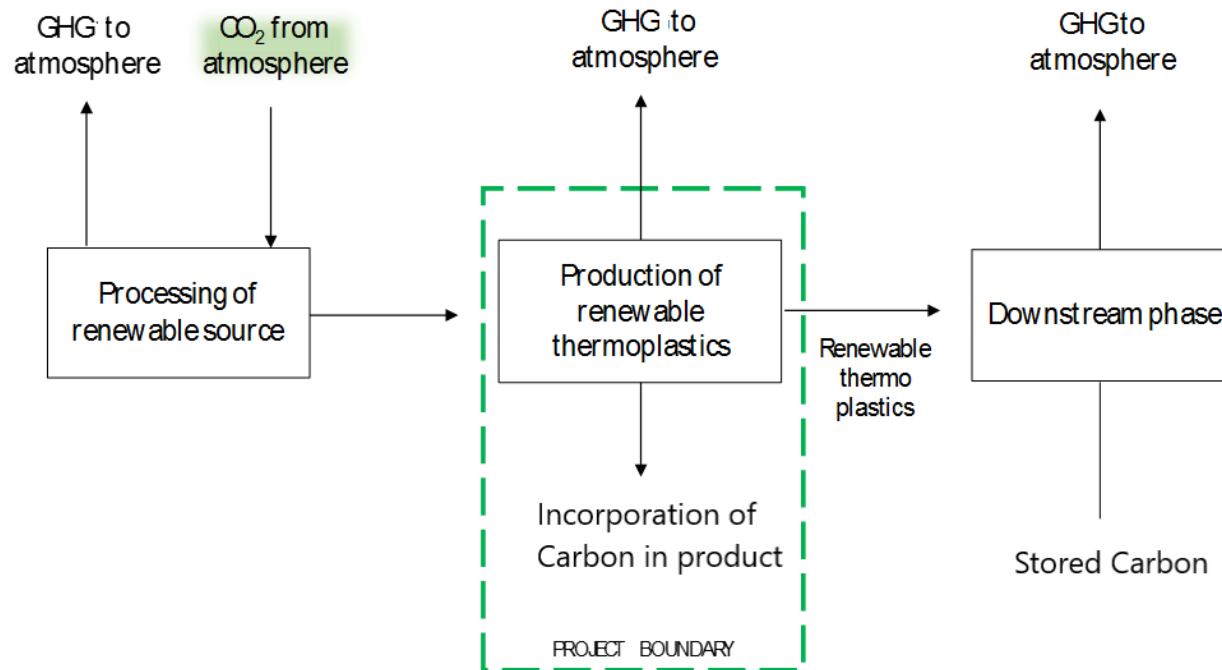 GHG to
atmosphere
CO₂ from
atmosphere
GHG to
atmosphere
GHG to
atmosphere
Processing of
renewable source
Production of
renewable
thermoplastics
Renewable
thermo
plastics
Downstream phase
Incorporation of
Carbon in product
Stored Carbon
PROJECT BOUNDARY